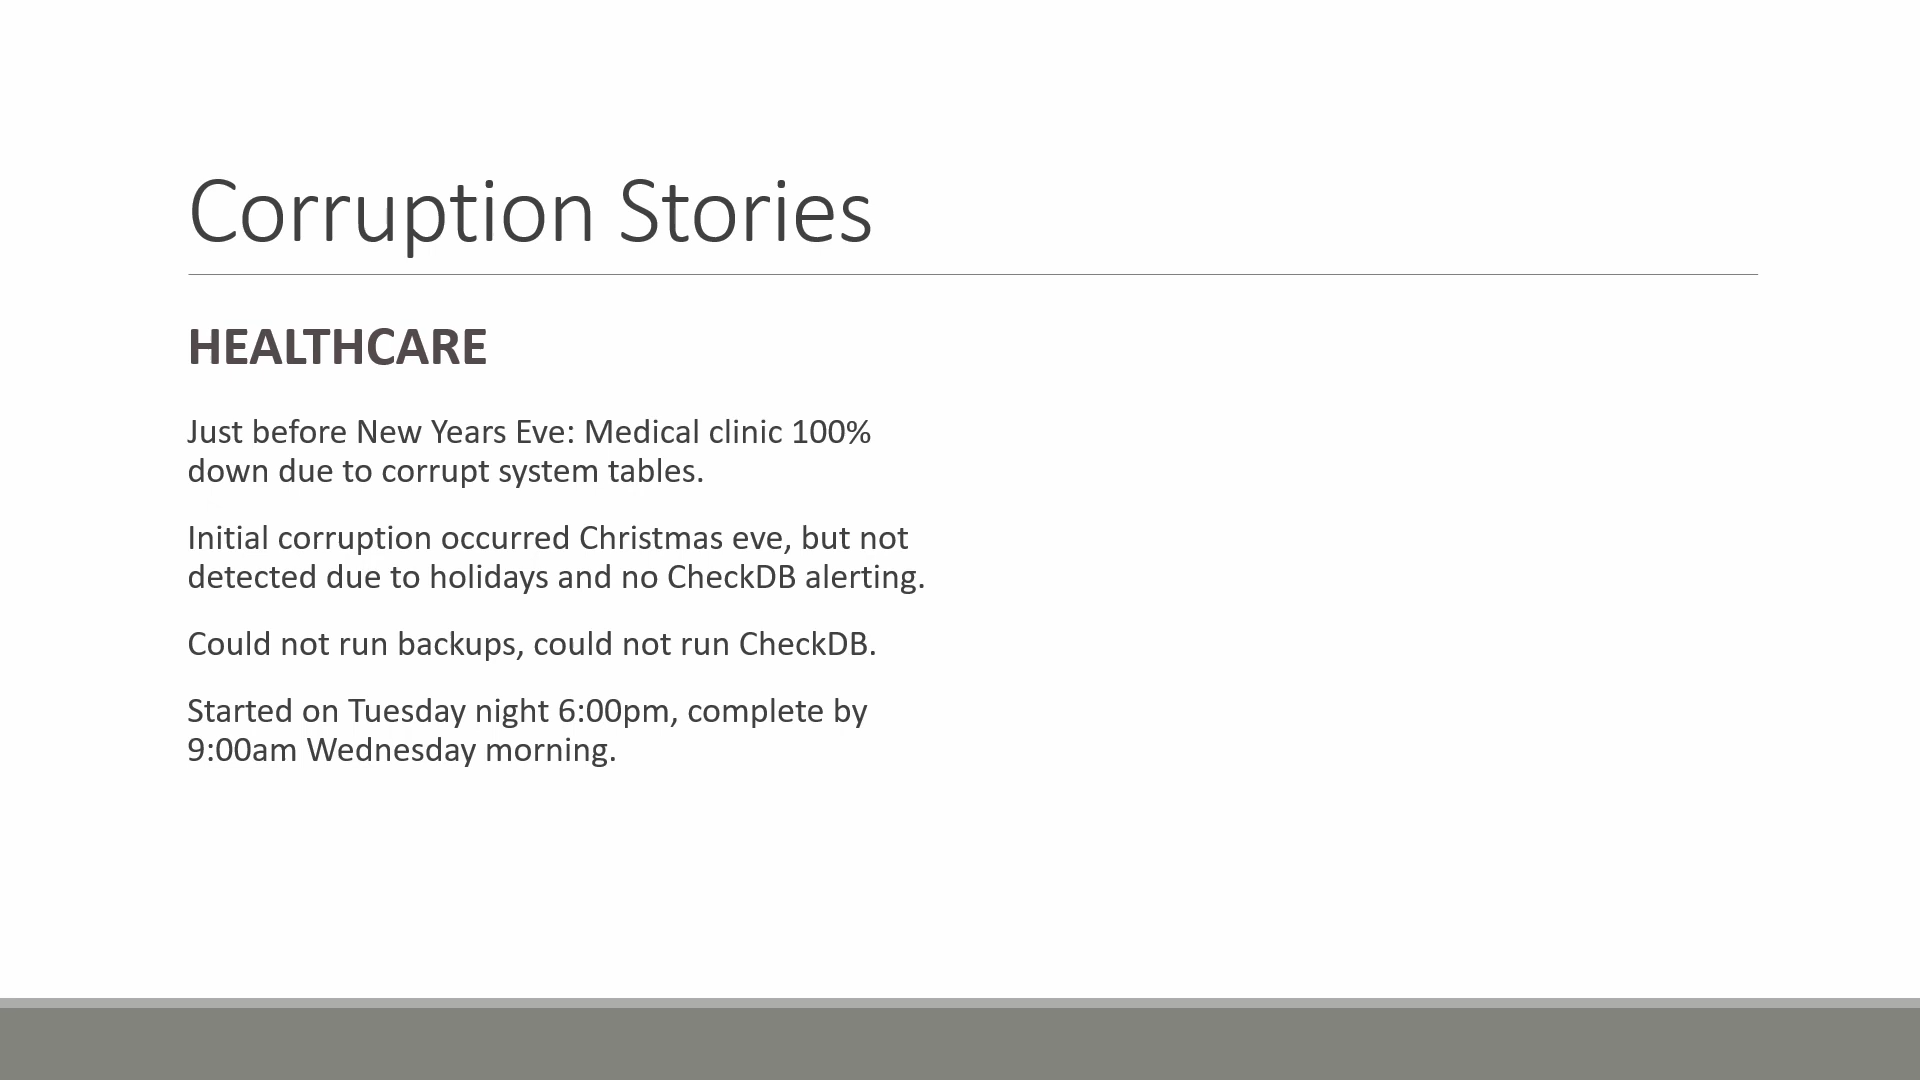 Corruption Stories
HEALTHCARE
Just before New Years Eve: Medical clinic 100%
down due to corrupt system tables.
Initial corruption occurred Christmas eve, but not
detected due to holidays and no CheckDB alerting.
Could not run backups, could not run CheckDB.
Started on Tuesday night 6:00pm, complete by
9:00am Wednesday morning.